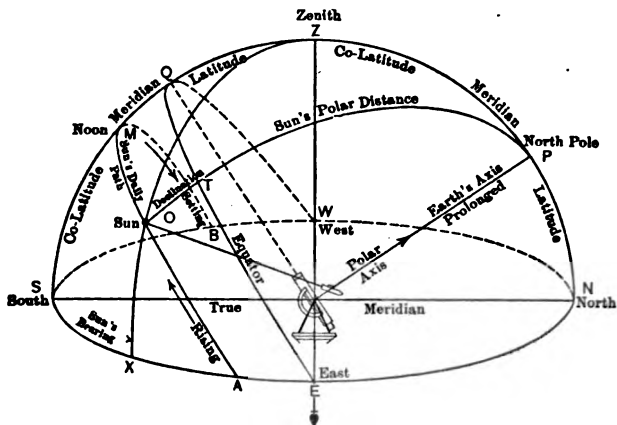 Zenith
Z
Co-Latitude
Latitude
Q
Meridian
Meridian
Sun's Polar Distance
Noon
M
North Pole
P
Sun's Daily
Path
Declination
T
Setting
Earth's Axis
Prolonged
Latitude
Co-Latitude
Sun
O
B
W
West
Equator
Polar
Axis
S
South
True
Meridian
N
North
Sun's
Bearing
Rising
X
A
East
E